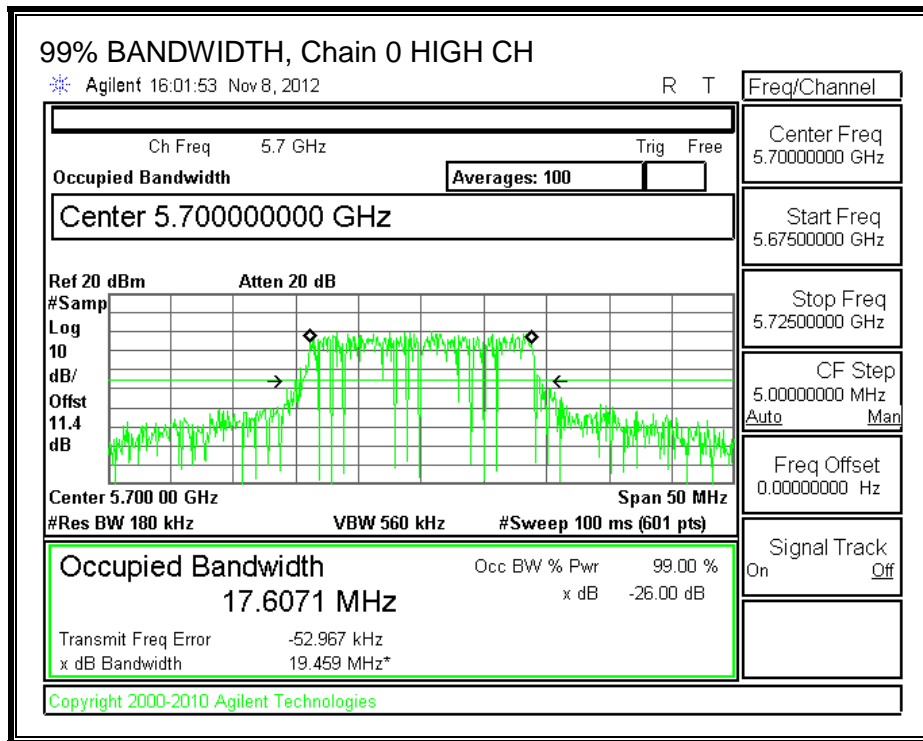 99% BANDWIDTH, Chain 0 HIGH CH
Agilent 16:01:53 Nov 8, 2012 R T
Freq/Channel
Ch Freq 5.7 GHz Trig Free
Occupied Bandwidth Averages: 100
Center 5.700000000 GHz
Ref 20 dBm Atten 20 dB
#Samp
Log
10
dB/
Offst
11.4
dB
Center 5.700 00 GHz Span 50 MHz
#Res BW 180 kHz VBW 560 kHz #Sweep 100 ms (601 pts)
Occupied Bandwidth
17.6071 MHz
Occ BW % Pwr 99.00 %
x dB -26.00 dB
Transmit Freq Error -52.967 kHz
x dB Bandwidth 19.459 MHz*
Center Freq
5.70000000 GHz
Start Freq
5.67500000 GHz
Stop Freq
5.72500000 GHz
CF Step
5.00000000 MHz
Auto Man
Freq Offset
0.00000000 Hz
Signal Track
On Off
Copyright 2000-2010 Agilent Technologies